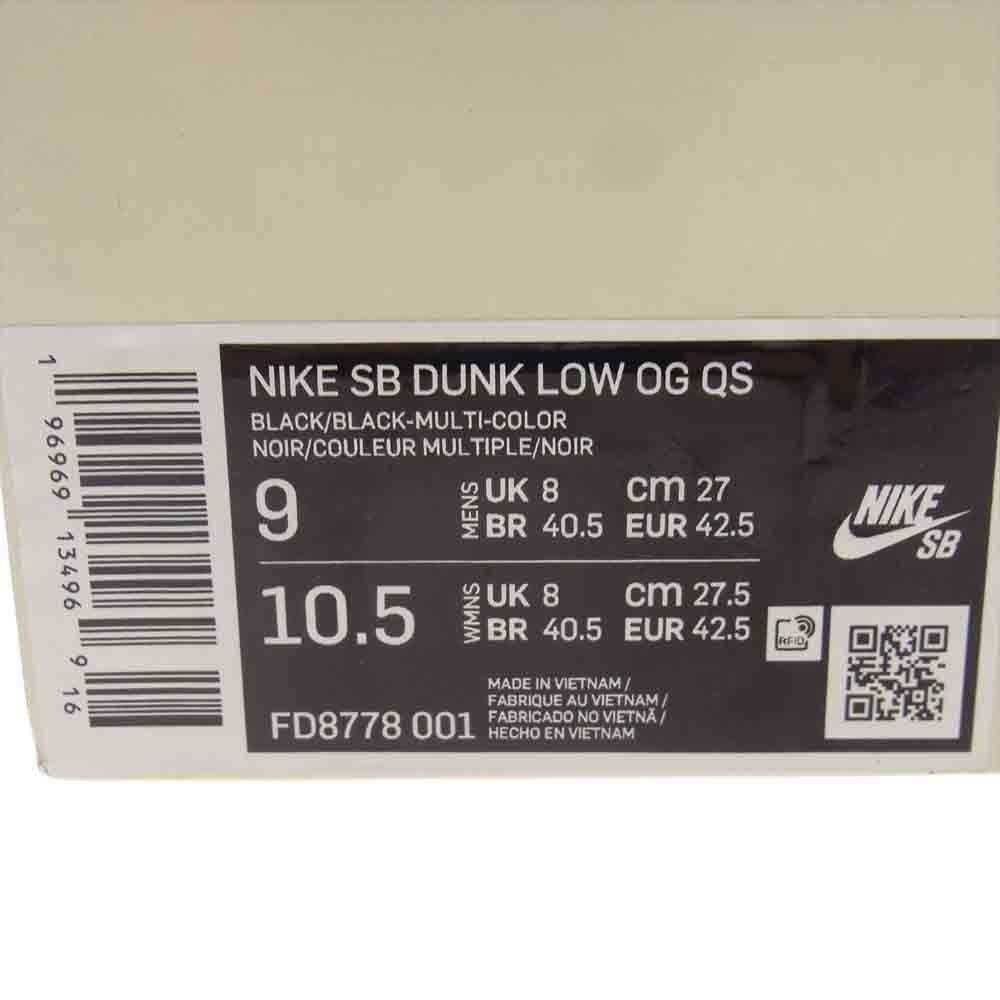 1 96969 13496 9 16
NIKE SB DUNK LOW OG QS
BLACK/BLACK-MULTI-COLOR
NOIR/COULEUR MULTIPLE/NOIR
9 MENS UK 8 cm 27
BR 40.5 EUR 42.5
10.5 WMNS UK 8 cm 27.5
BR 40.5 EUR 42.5
NIKE
SB
RFID
FD8778 001
MADE IN VIETNAM /
FABRIQUE AU VIETNAM /
FABRICADO NO VIETNÃ /
HECHO EN VIETNAM